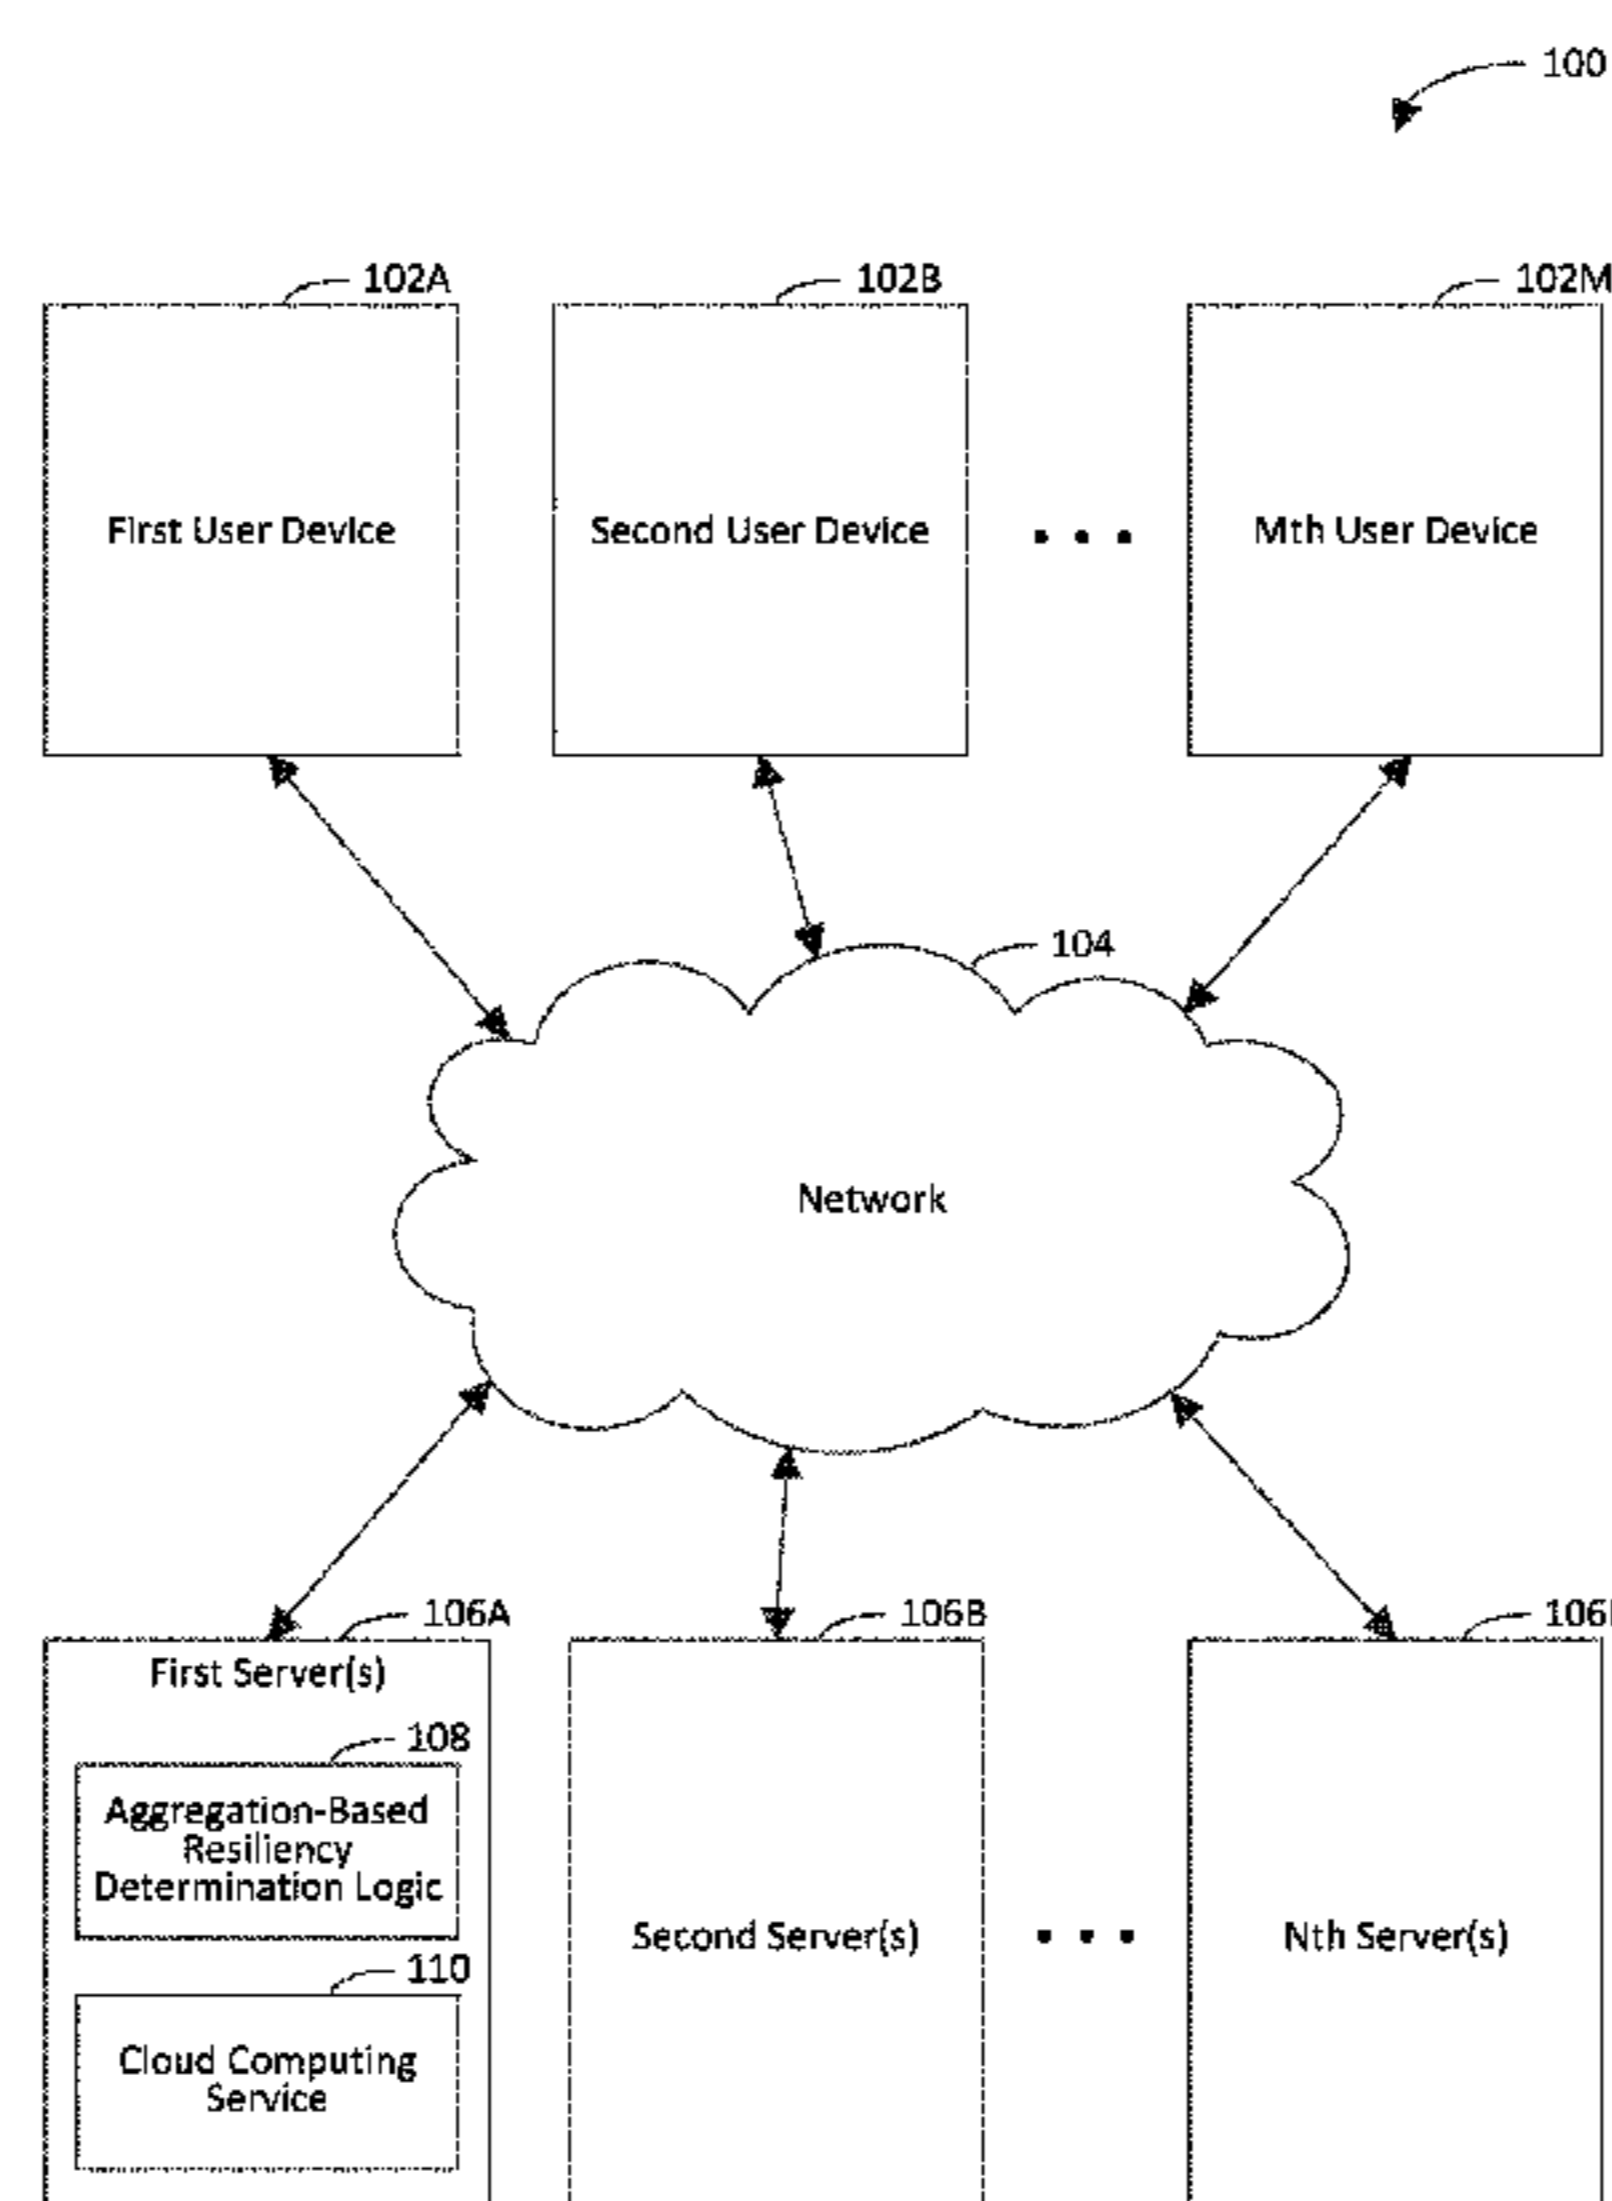 100
102A 102B 102M
First User Device Second User Device • • • Mth User Device
104
Network
106A 106B
First Server(s)
108
Aggregation-Based
Resiliency
Determination Logic
Second Server(s) • • • Nth Server(s)
110
Cloud Computing
Service